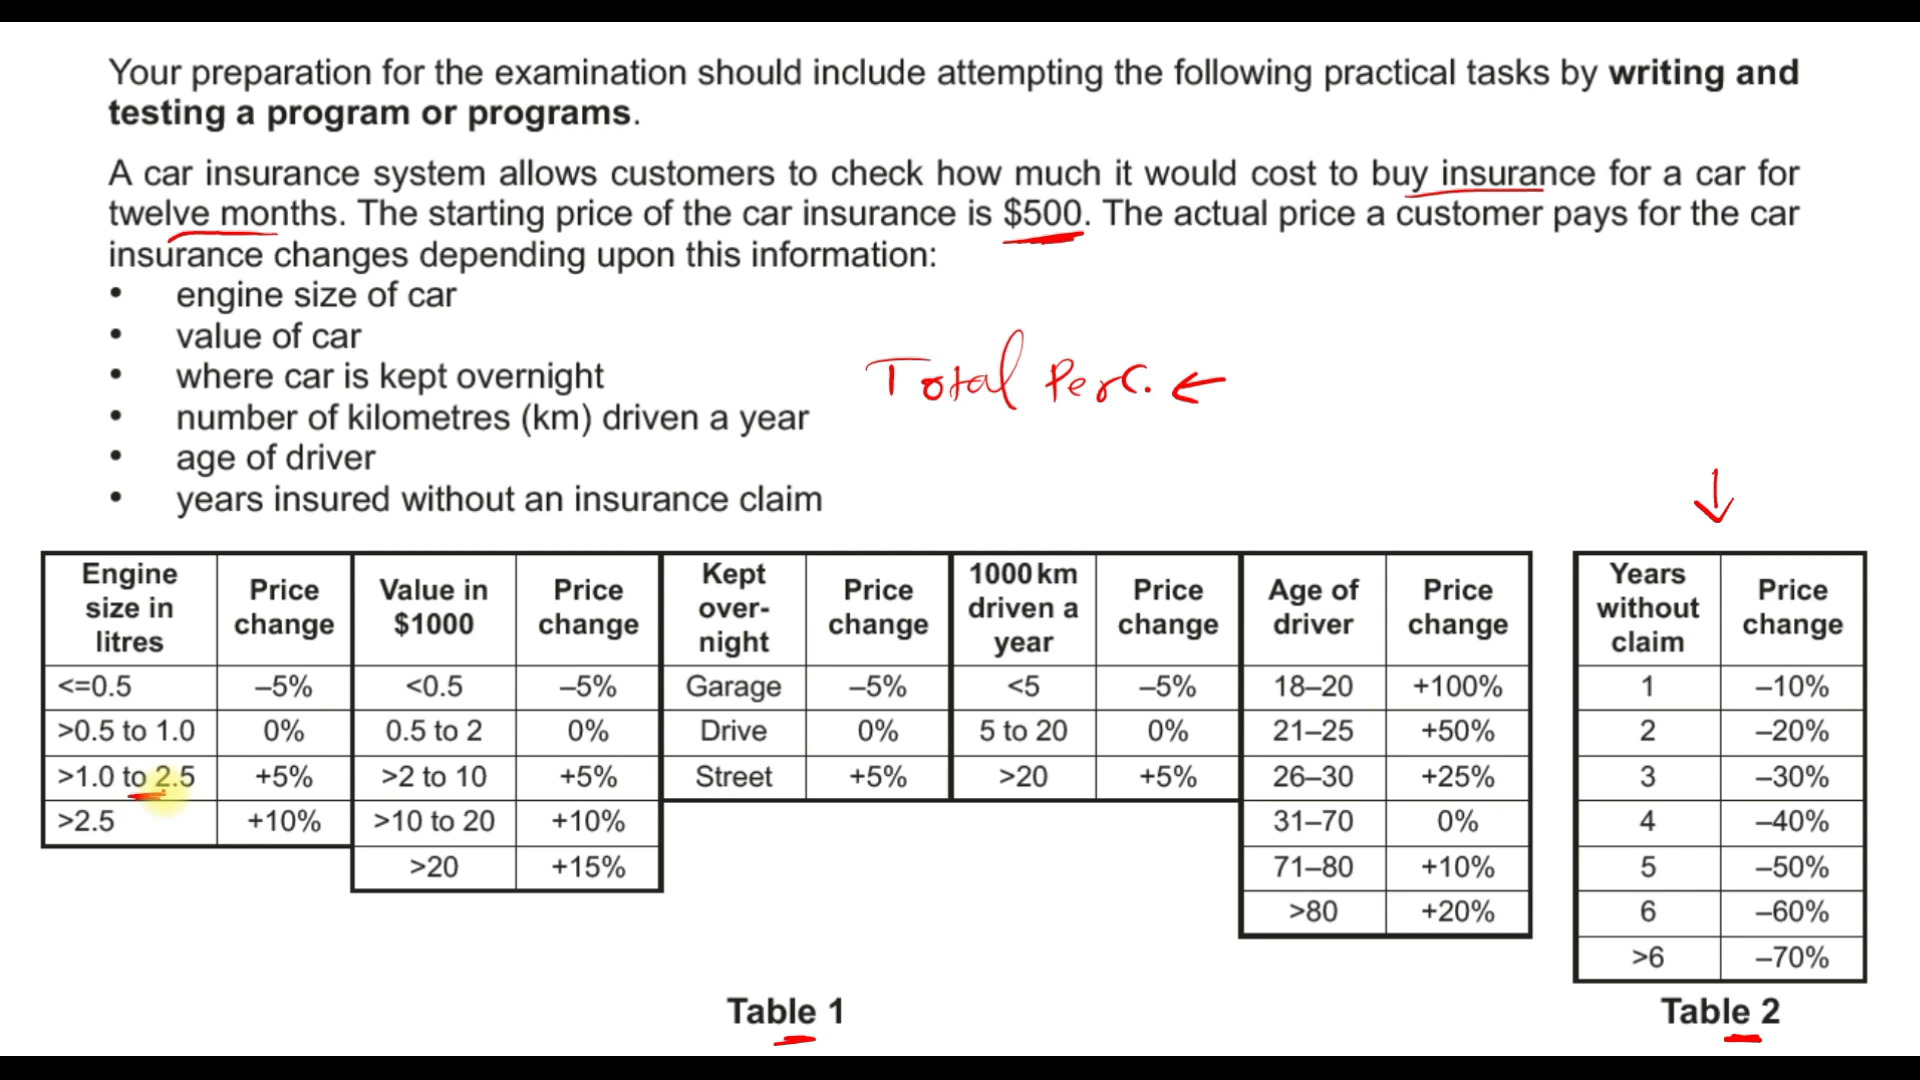 Your preparation for the examination should include attempting the following practical tasks by writing and
testing a program or programs.
A car insurance system allows customers to check how much it would cost to buy insurance for a car for
twelve months. The starting price of the car insurance is $500. The actual price a customer pays for the car
insurance changes depending upon this information:
• engine size of car
• value of car
• where car is kept overnight
• number of kilometres (km) driven a year
• age of driver
• years insured without an insurance claim
Total Perc. ←
↓
Engine size in litres Price change Value in $1000 Price change Kept over-night Price change 1000 km driven a year Price change Age of driver Price change Years without claim Price change
<=0.5 –5% <0.5 –5% Garage –5% <5 –5% 18–20 +100% 1 –10%
>0.5 to 1.0 0% 0.5 to 2 0% Drive 0% 5 to 20 0% 21–25 +50% 2 –20%
>1.0 to 2.5 +5% >2 to 10 +5% Street +5% >20 +5% 26–30 +25% 3 –30%
>2.5 +10% >10 to 20 +10% 31–70 0% 4 –40%
>20 +15% 71–80 +10% 5 –50%
>80 +20% 6 –60%
>6 –70%
Table 1 Table 2